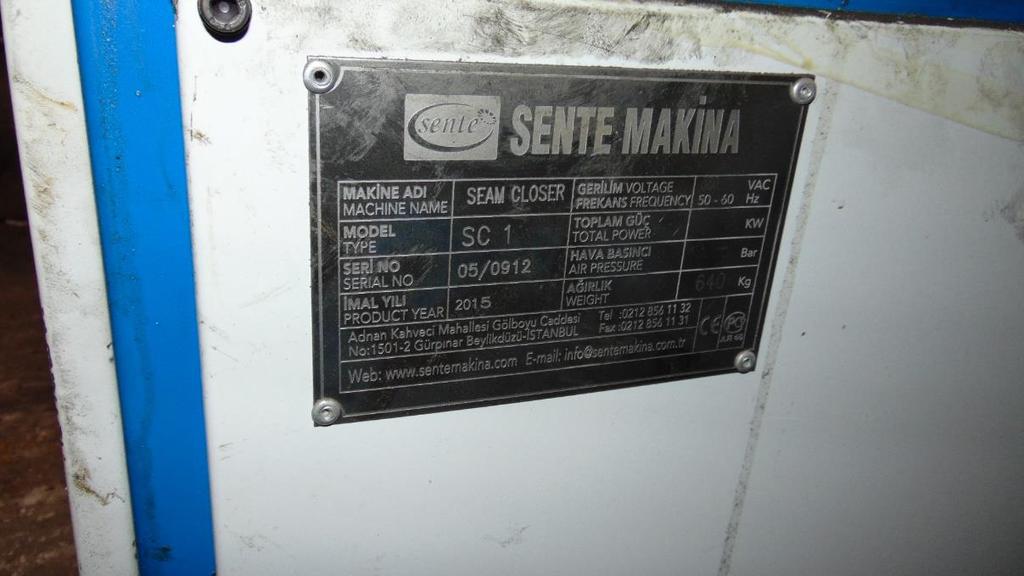 sente SENTE MAKİNA
MAKİNE ADI
MACHINE NAME
SEAM CLOSER
GERİLİM VOLTAGE VAC
FREKANS FREQUENCY 50 - 60 Hz
MODEL
TYPE
SC 1
TOPLAM GÜÇ
TOTAL POWER
KW
SERİ NO
SERIAL NO
05/0912
HAVA BASINCI
AIR PRESSURE
Bar
İMAL YILI
PRODUCT YEAR
2015
AĞIRLIK
WEIGHT
640 Kg
Adnan Kahveci Mahallesi Gölboyu Caddesi
No:1501-2 Gürpınar Beylikdüzü-İSTANBUL
Tel :0212 856 11 32
Fax :0212 856 11 31
CE
Web: www.sentemakina.com E-mail: info@sentemakina.com.tr